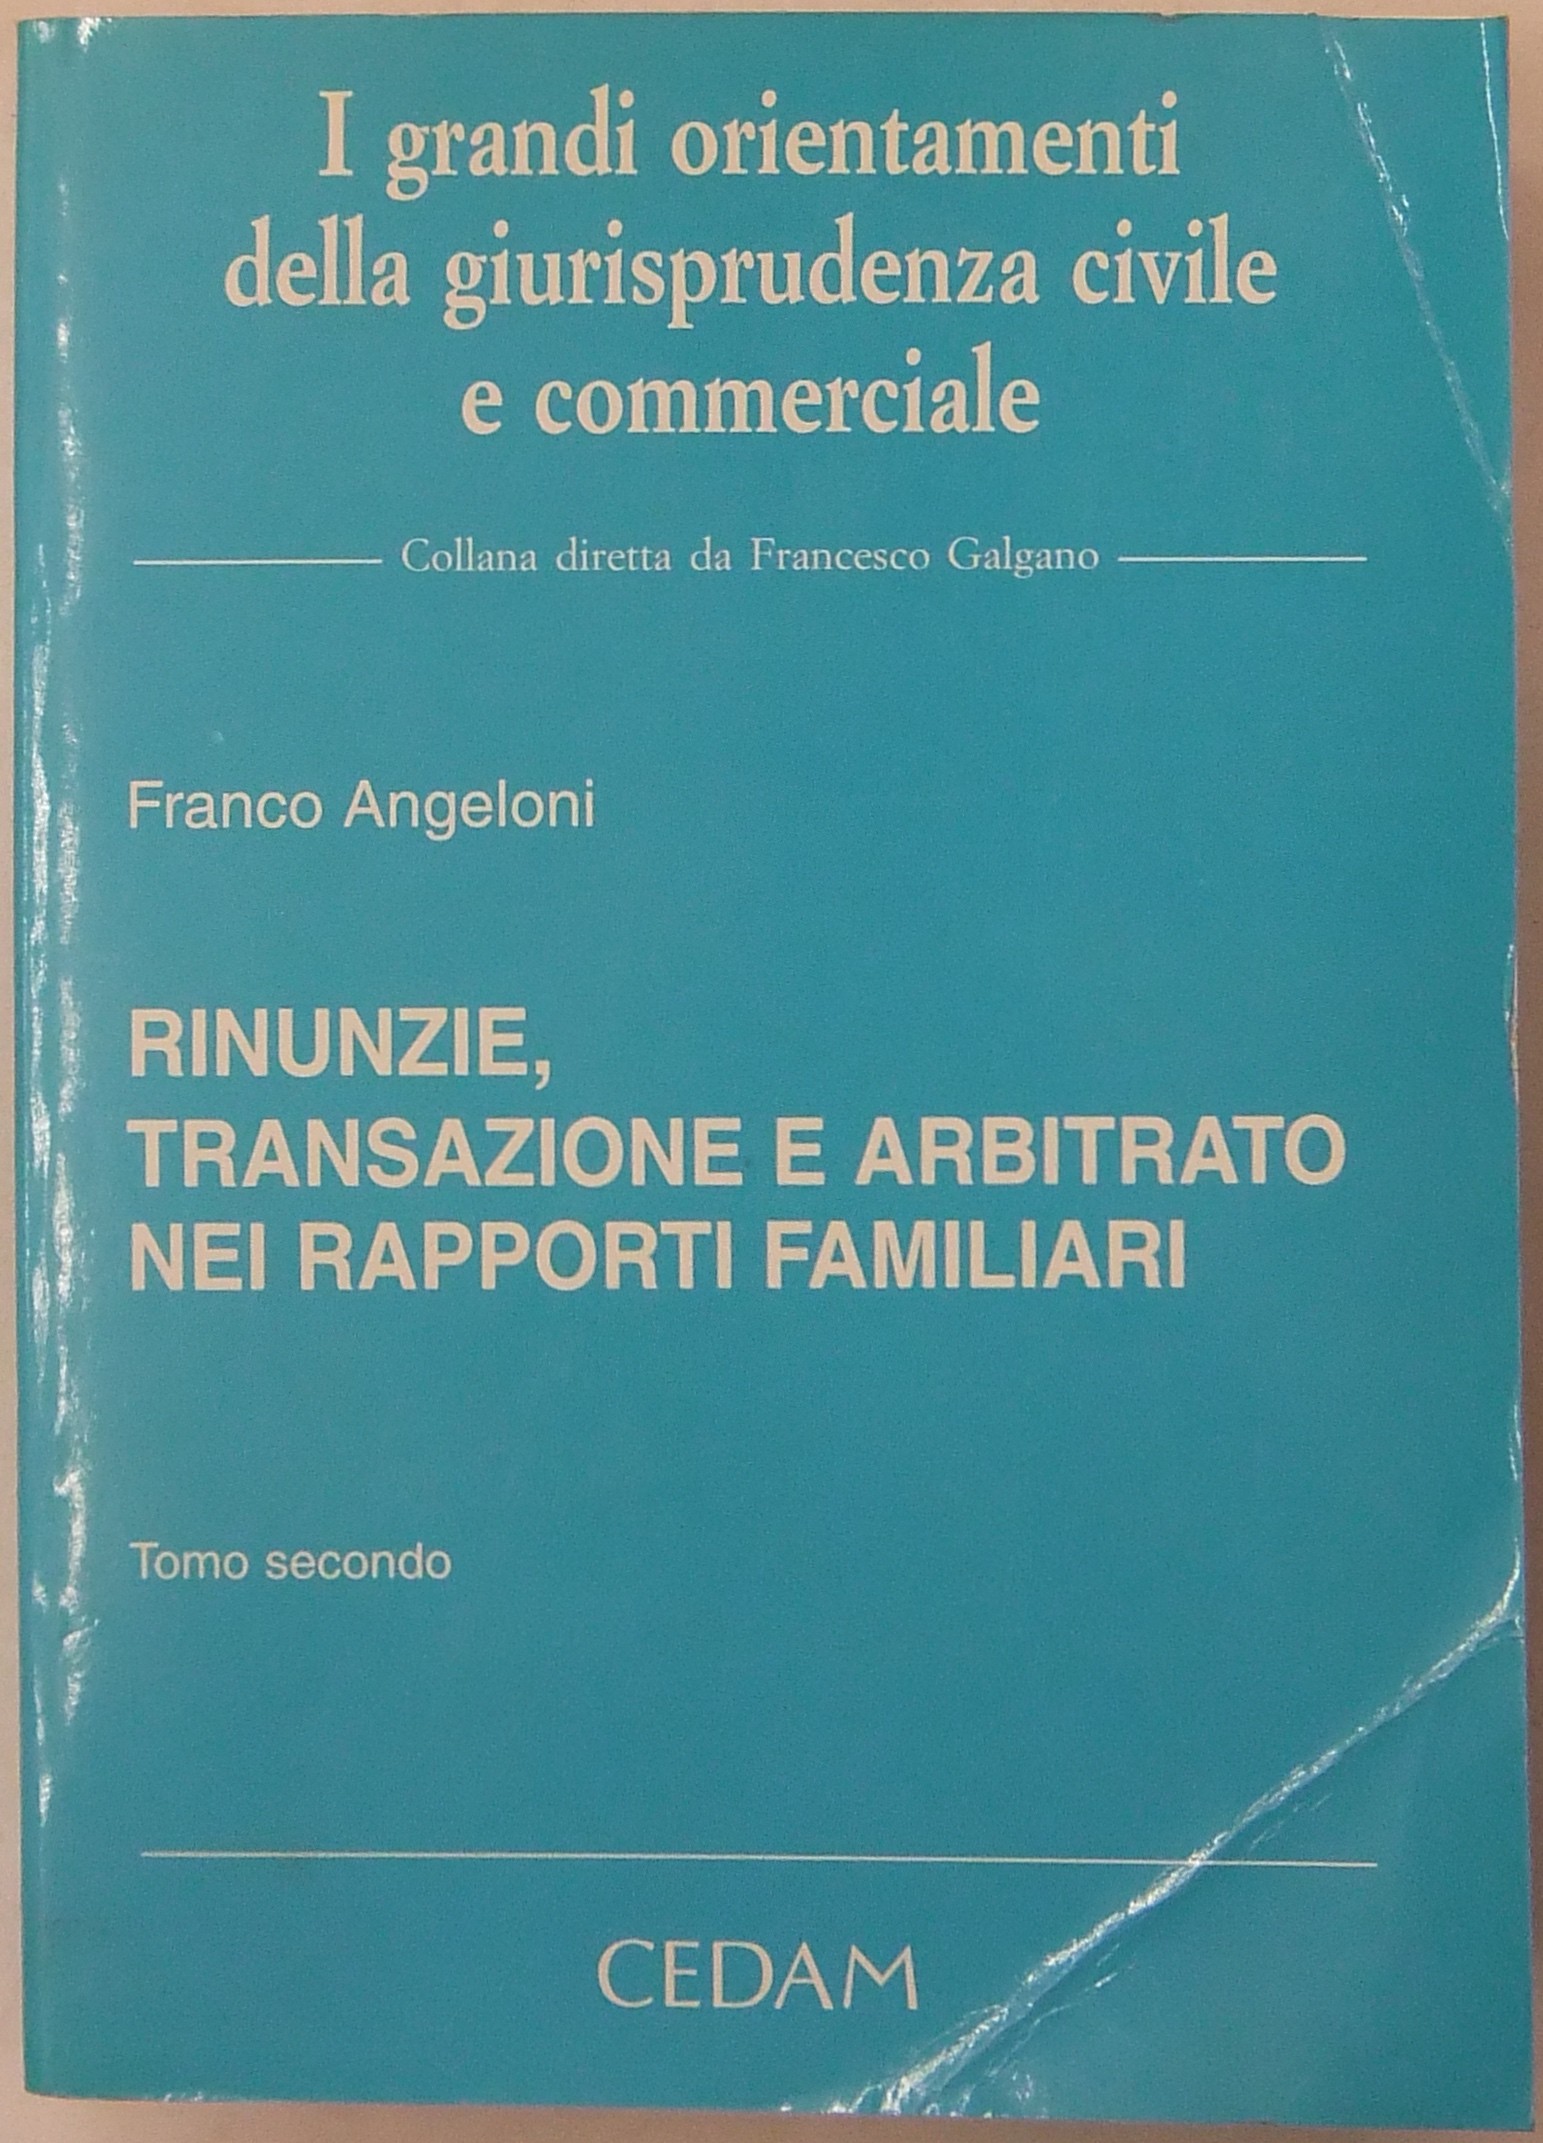 I grandi orientamenti
della giurisprudenza civile
e commerciale
Collana diretta da Francesco Galgano
Franco Angeloni
RINUNZIE,
TRANSAZIONE E ARBITRATO
NEI RAPPORTI FAMILIARI
Tomo secondo
CEDAM